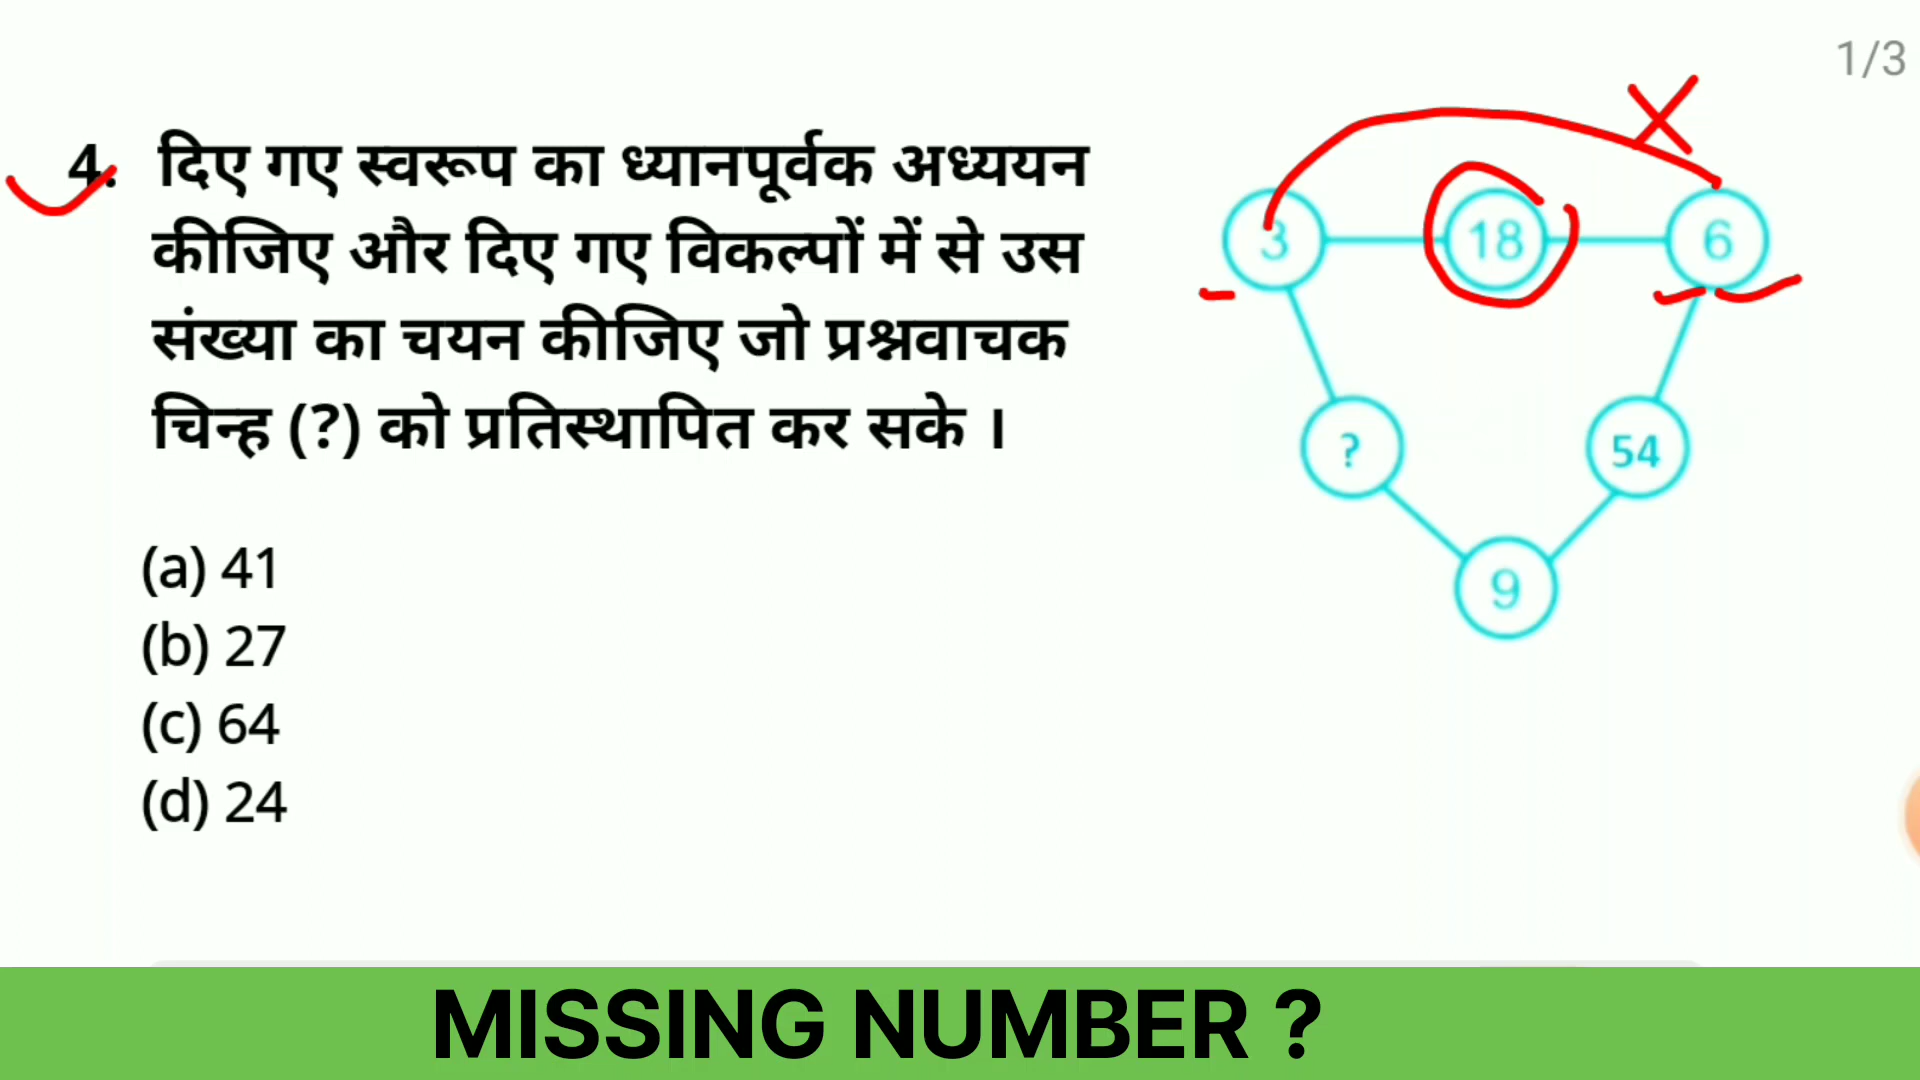 1/3
4. दिए गए स्वरूप का ध्यानपूर्वक अध्ययन
कीजिए और दिए गए विकल्पों में से उस
संख्या का चयन कीजिए जो प्रश्नवाचक
चिन्ह (?) को प्रतिस्थापित कर सके ।
(a) 41
(b) 27
(c) 64
(d) 24
3 18 6
? 54
9
MISSING NUMBER ?